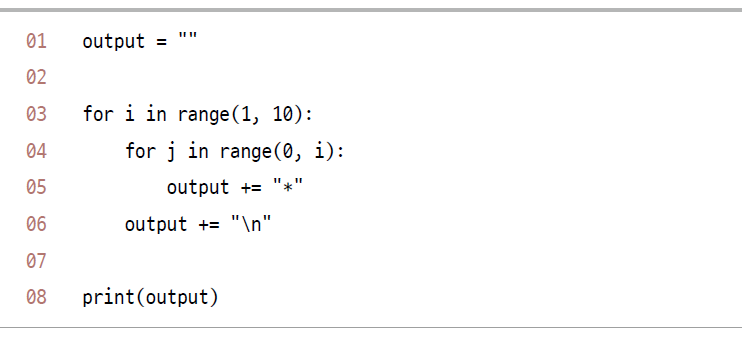 01 output = ""
02
03 for i in range(1, 10):
04     for j in range(0, i):
05         output += "*"
06     output += "\n"
07
08 print(output)